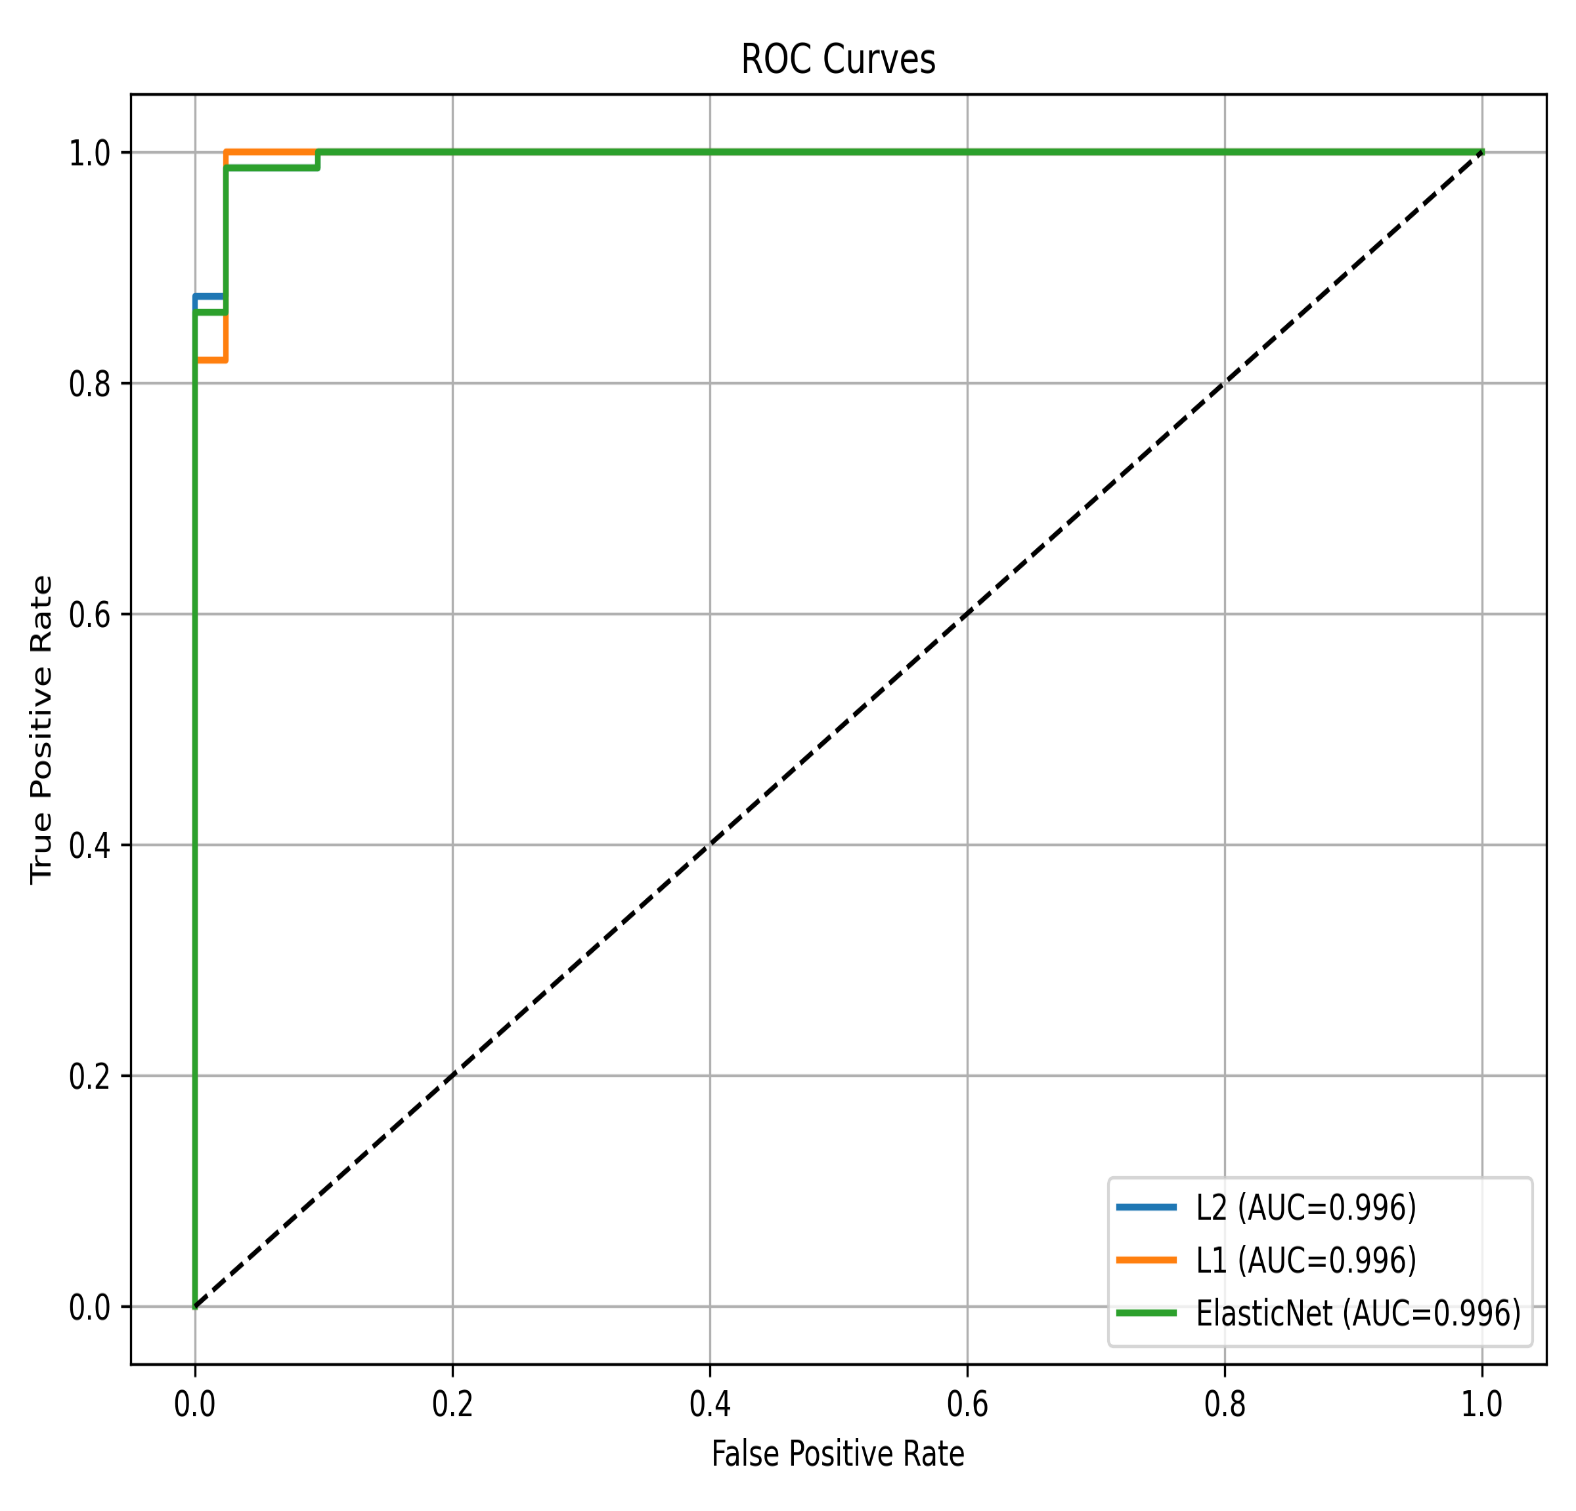 ROC Curves
1.0
0.8
0.6
0.4
0.2
0.0
True Positive Rate
0.0 0.2 0.4 0.6 0.8 1.0
False Positive Rate
L2 (AUC=0.996)
L1 (AUC=0.996)
ElasticNet (AUC=0.996)